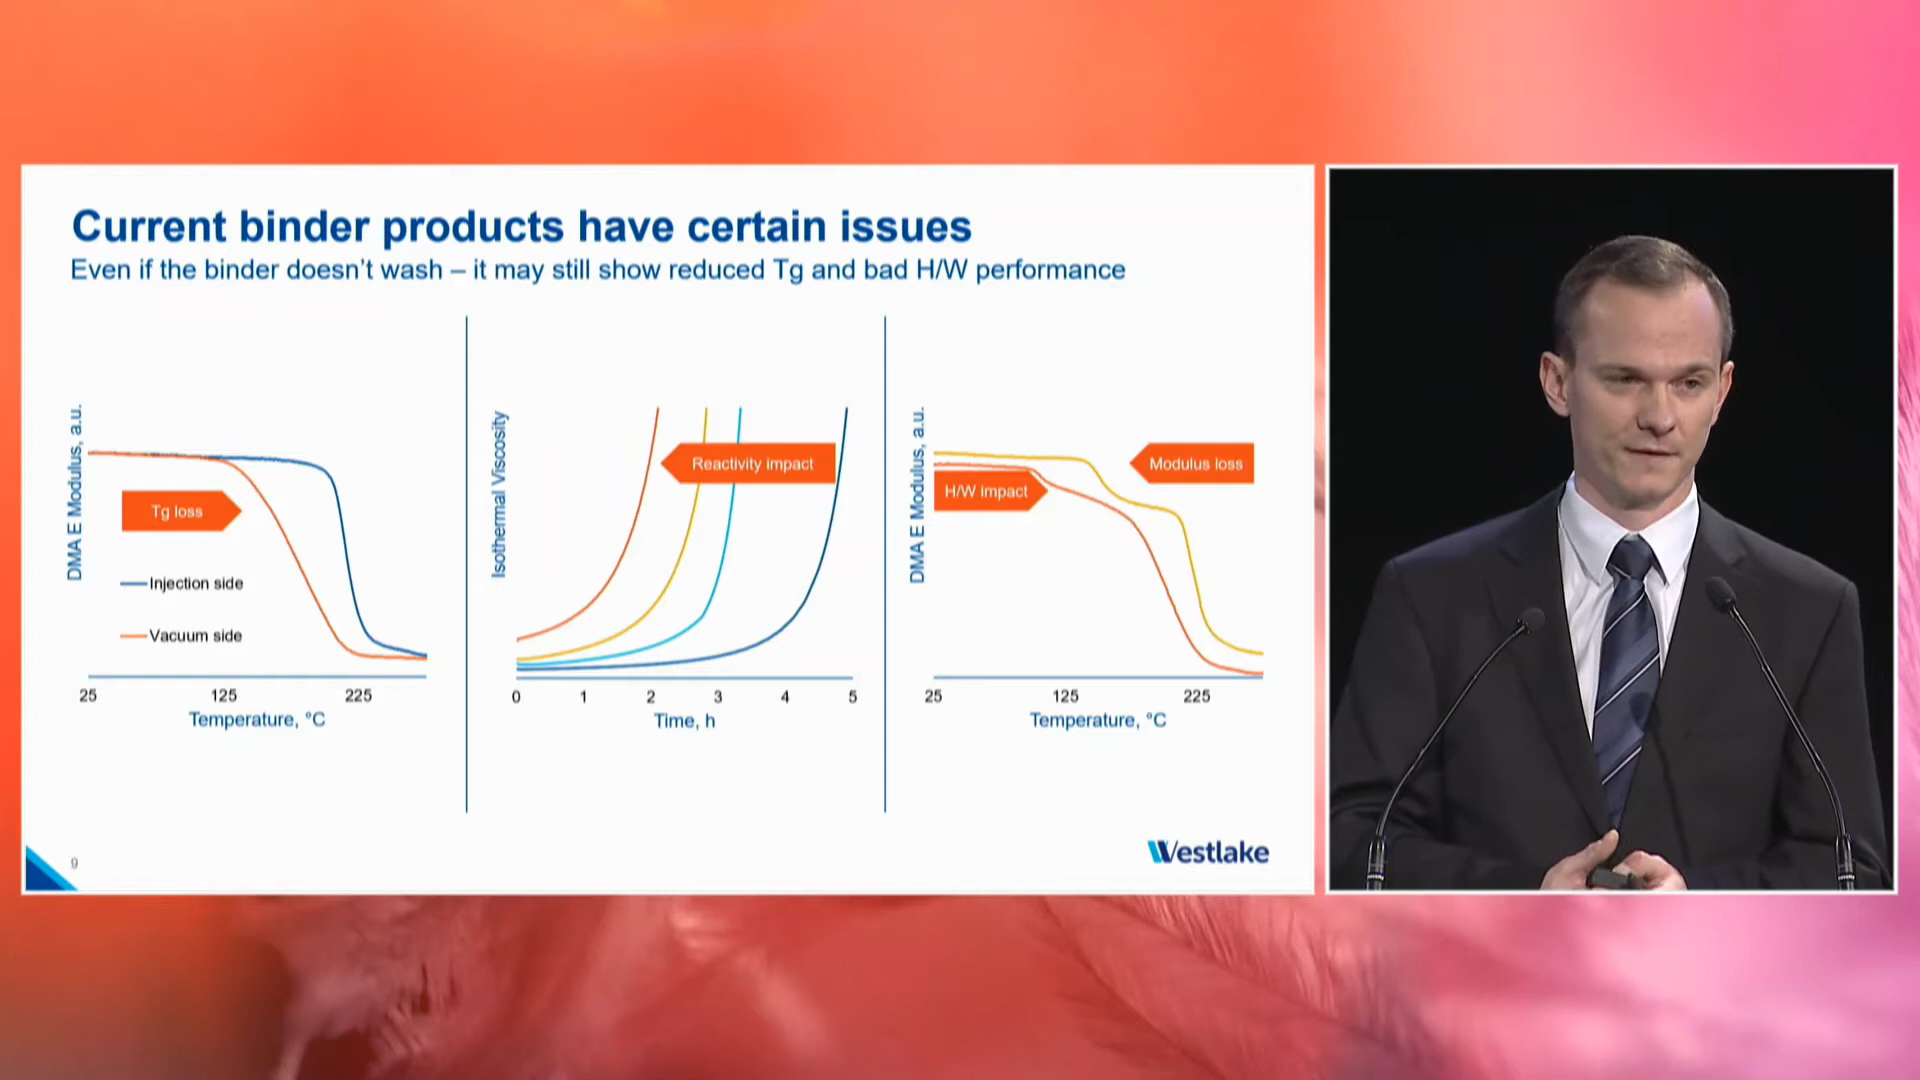 Current binder products have certain issues
Even if the binder doesn't wash – it may still show reduced Tg and bad H/W performance
DMA E Modulus, a.u.
Tg loss
Injection side
Vacuum side
25 125 225
Temperature, °C
Isothermal Viscosity
Reactivity impact
0 1 2 3 4 5
Time, h
DMA E Modulus, a.u.
Modulus loss
H/W impact
25 125 225
Temperature, °C
9
Westlake